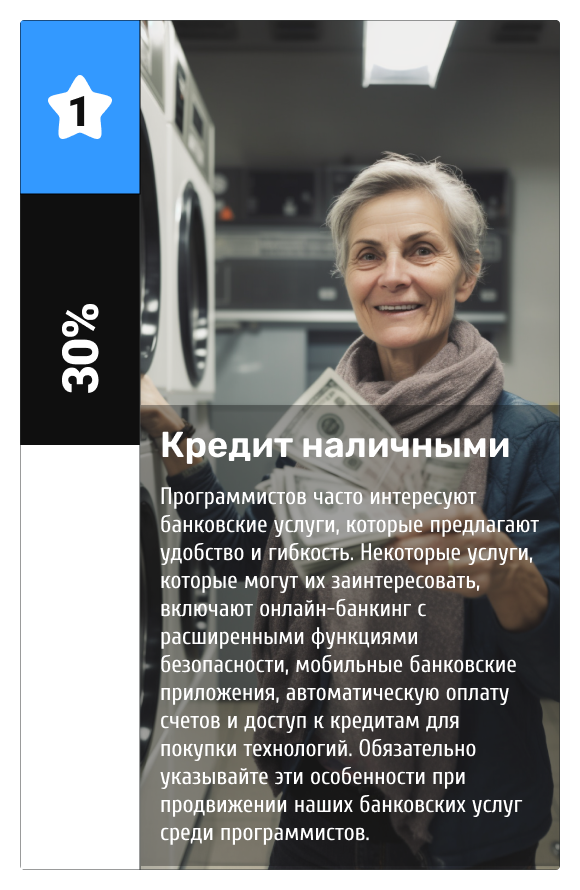 1
30%
Кредит наличными
Программистов часто интересуют
банковские услуги, которые предлагают
удобство и гибкость. Некоторые услуги,
которые могут их заинтересовать,
включают онлайн-банкинг с
расширенными функциями
безопасности, мобильные банковские
приложения, автоматическую оплату
счетов и доступ к кредитам для
покупки технологий. Обязательно
указывайте эти особенности при
продвижении наших банковских услуг
среди программистов.